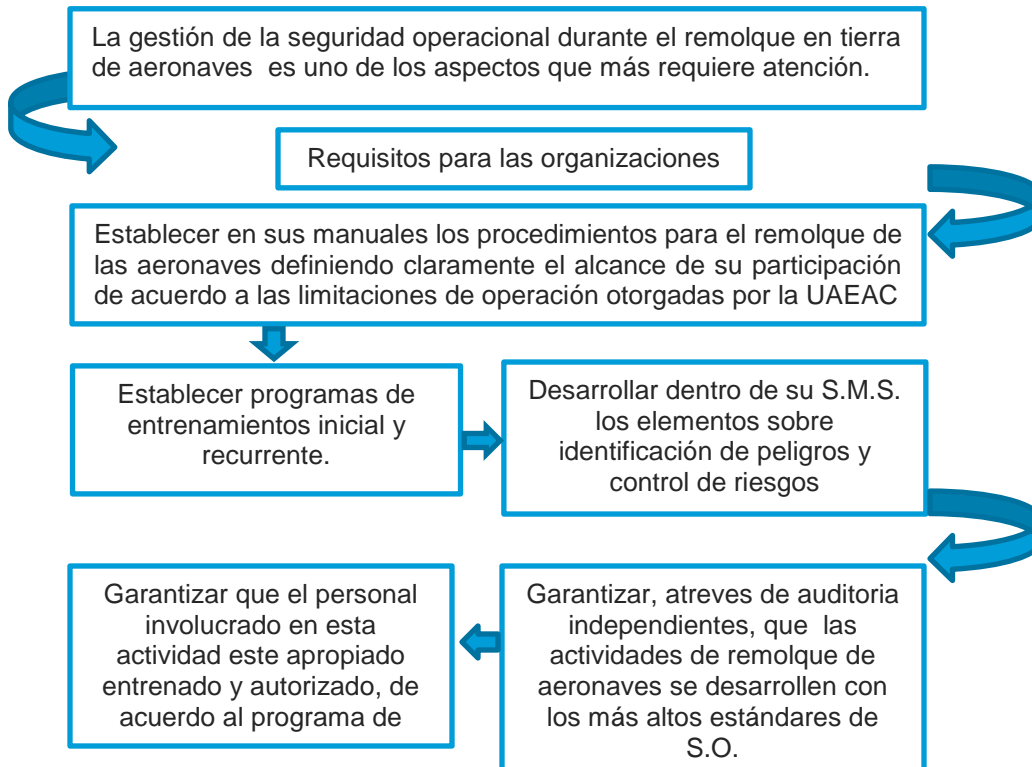 La gestión de la seguridad operacional durante el remolque en tierra
de aeronaves  es uno de los aspectos que más requiere atención.
Requisitos para las organizaciones
Establecer en sus manuales los procedimientos para el remolque de
las aeronaves definiendo claramente el alcance de su participación
de acuerdo a las limitaciones de operación otorgadas por la UAEAC
Establecer programas de
entrenamientos inicial y
recurrente.
Desarrollar dentro de su S.M.S.
los elementos sobre
identificación de peligros y
control de riesgos
Garantizar, atreves de auditoria
independientes, que  las
actividades de remolque de
aeronaves se desarrollen con
los más altos estándares de
S.O.
Garantizar que el personal
involucrado en esta
actividad este apropiado
entrenado y autorizado, de
acuerdo al programa de